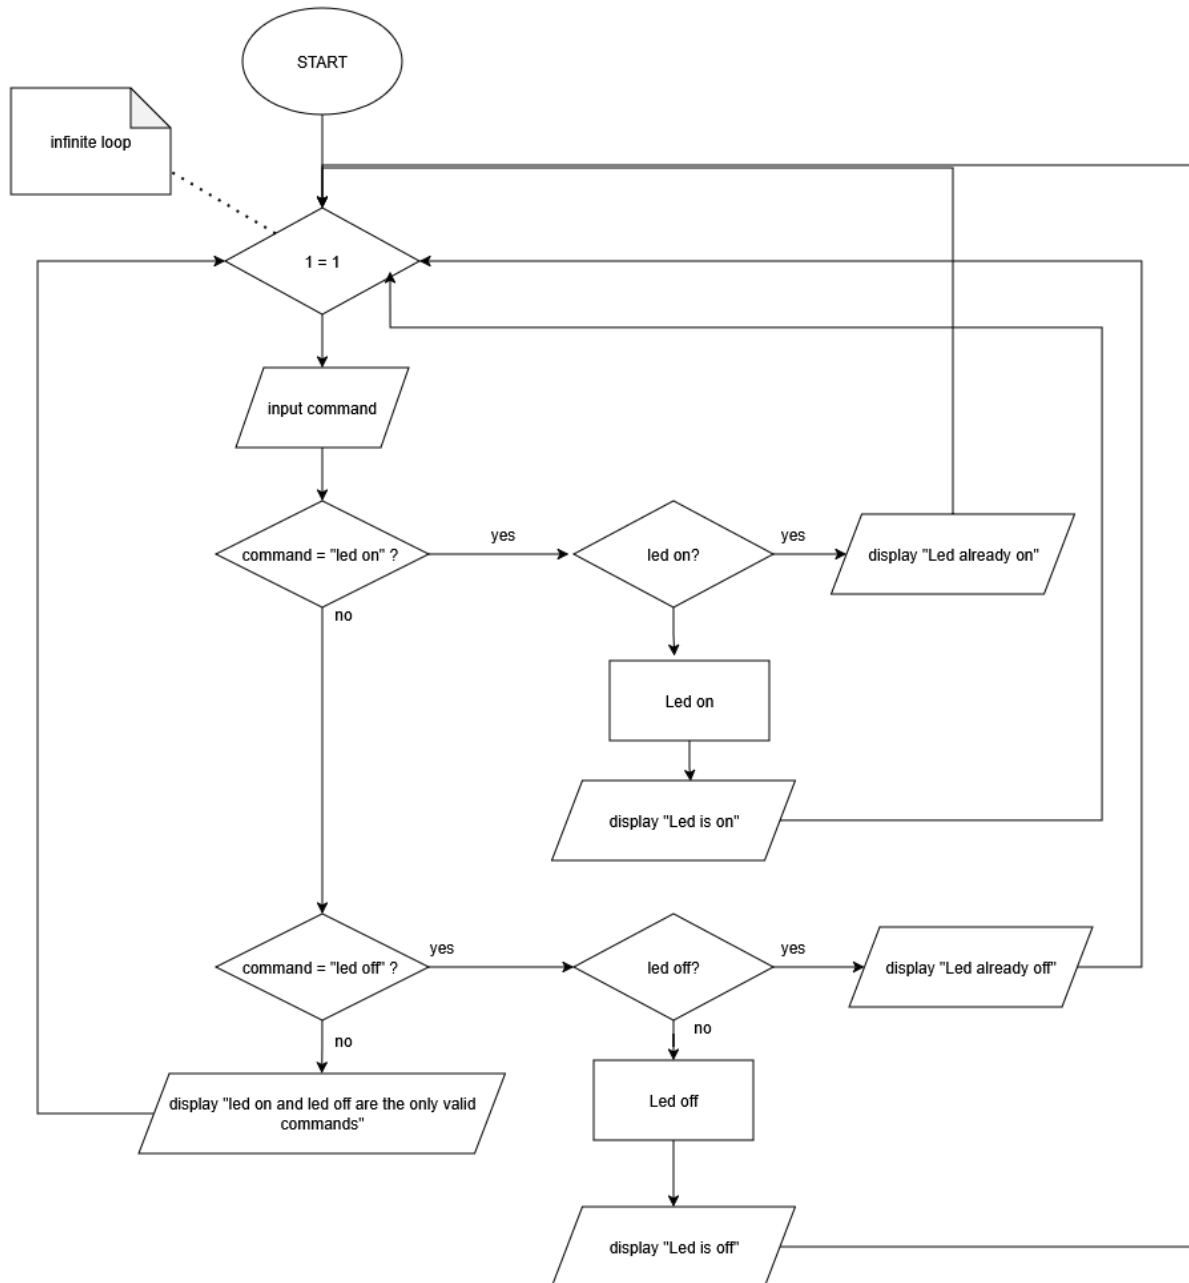 START
infinite loop
1 = 1
input command
command = "led on" ?
yes
led on?
yes
display "Led already on"
no
Led on
display "Led is on"
command = "led off" ?
yes
led off?
yes
display "Led already off"
no
no
Led off
display "led on and led off are the only valid
commands"
display "Led is off"